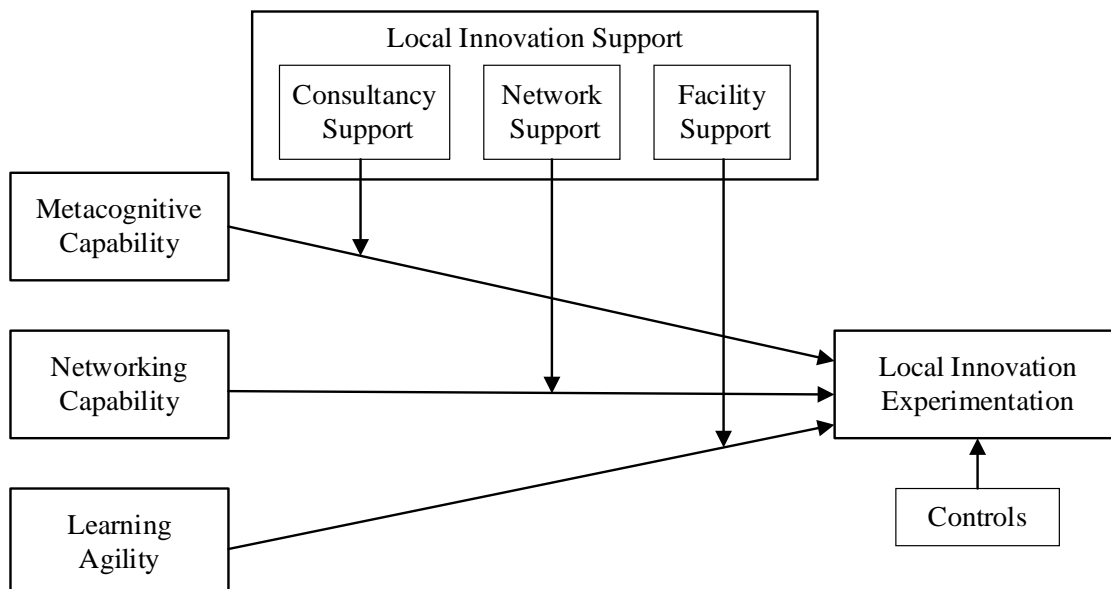 Local Innovation Support
Consultancy
Support
Network
Support
Facility
Support
Metacognitive
Capability
Networking
Capability
Local Innovation
Experimentation
Learning
Agility
Controls